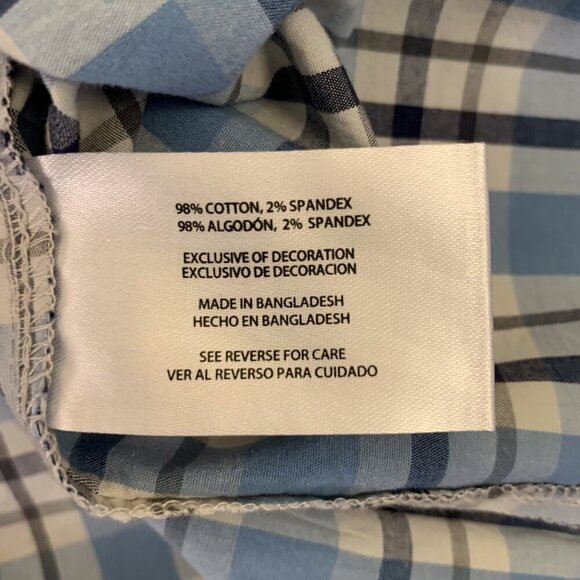 98% COTTON, 2% SPANDEX
98% ALGODÓN, 2% SPANDEX
EXCLUSIVE OF DECORATION
EXCLUSIVO DE DECORACION
MADE IN BANGLADESH
HECHO EN BANGLADESH
SEE REVERSE FOR CARE
VER AL REVERSO PARA CUIDADO